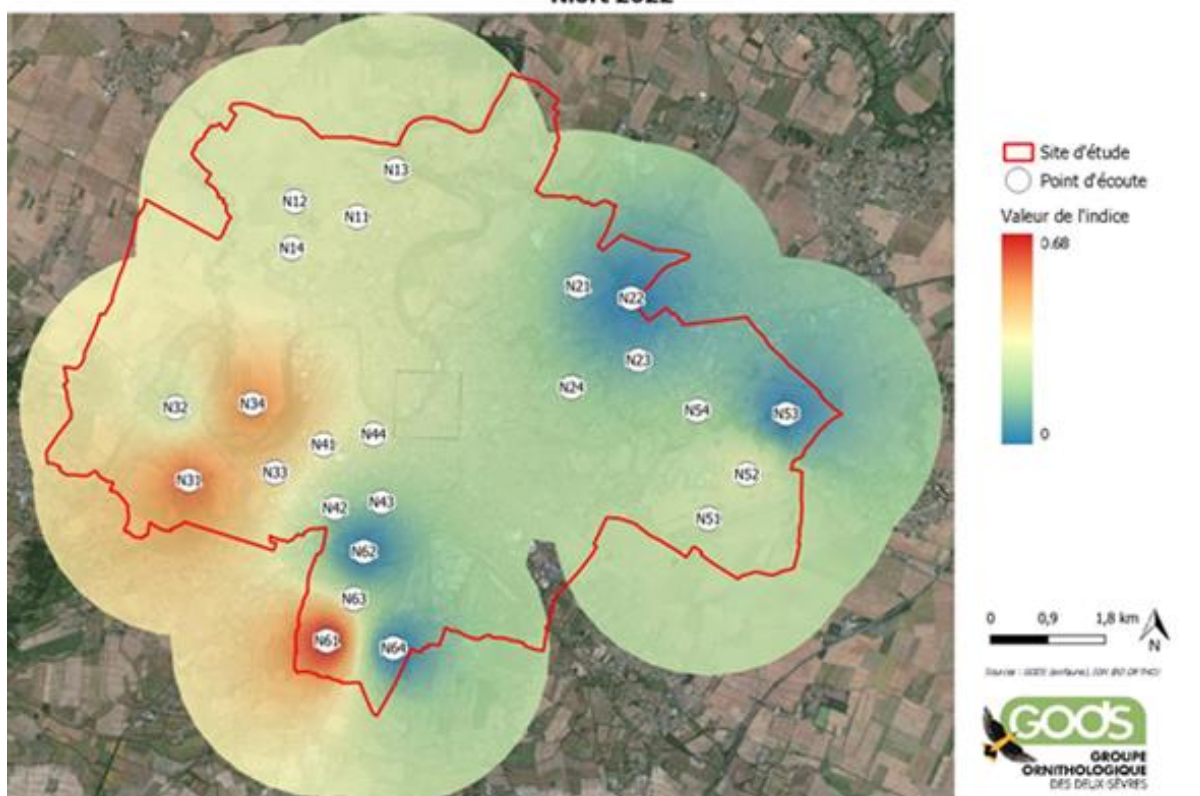 Niort 2022
N13
N12
N11
N14
N21
N22
N23
N24
N54
N53
N32
N34
N41
N44
N52
N31
N33
N42
N43
N51
N62
N63
N61
N64
Site d'étude
Point d'écoute
Valeur de l'indice
0.68
0
0 0,9 1,8 km
N
GODS
GROUPE
ORNITHOLOGIQUE
DES DEUX-SÈVRES